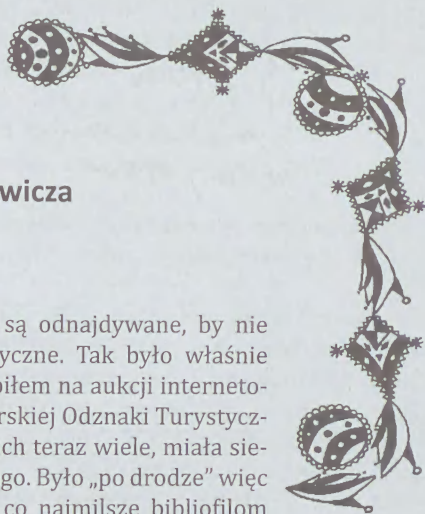 wicza
są odnajdywane, by nie
tyczne. Tak było właśnie
piłem na aukcji interneto-
rskiej Odznaki Turystycz-
ch teraz wiele, miała sie-
go. Było „po drodze” więc
co najmilsze bibliofilom